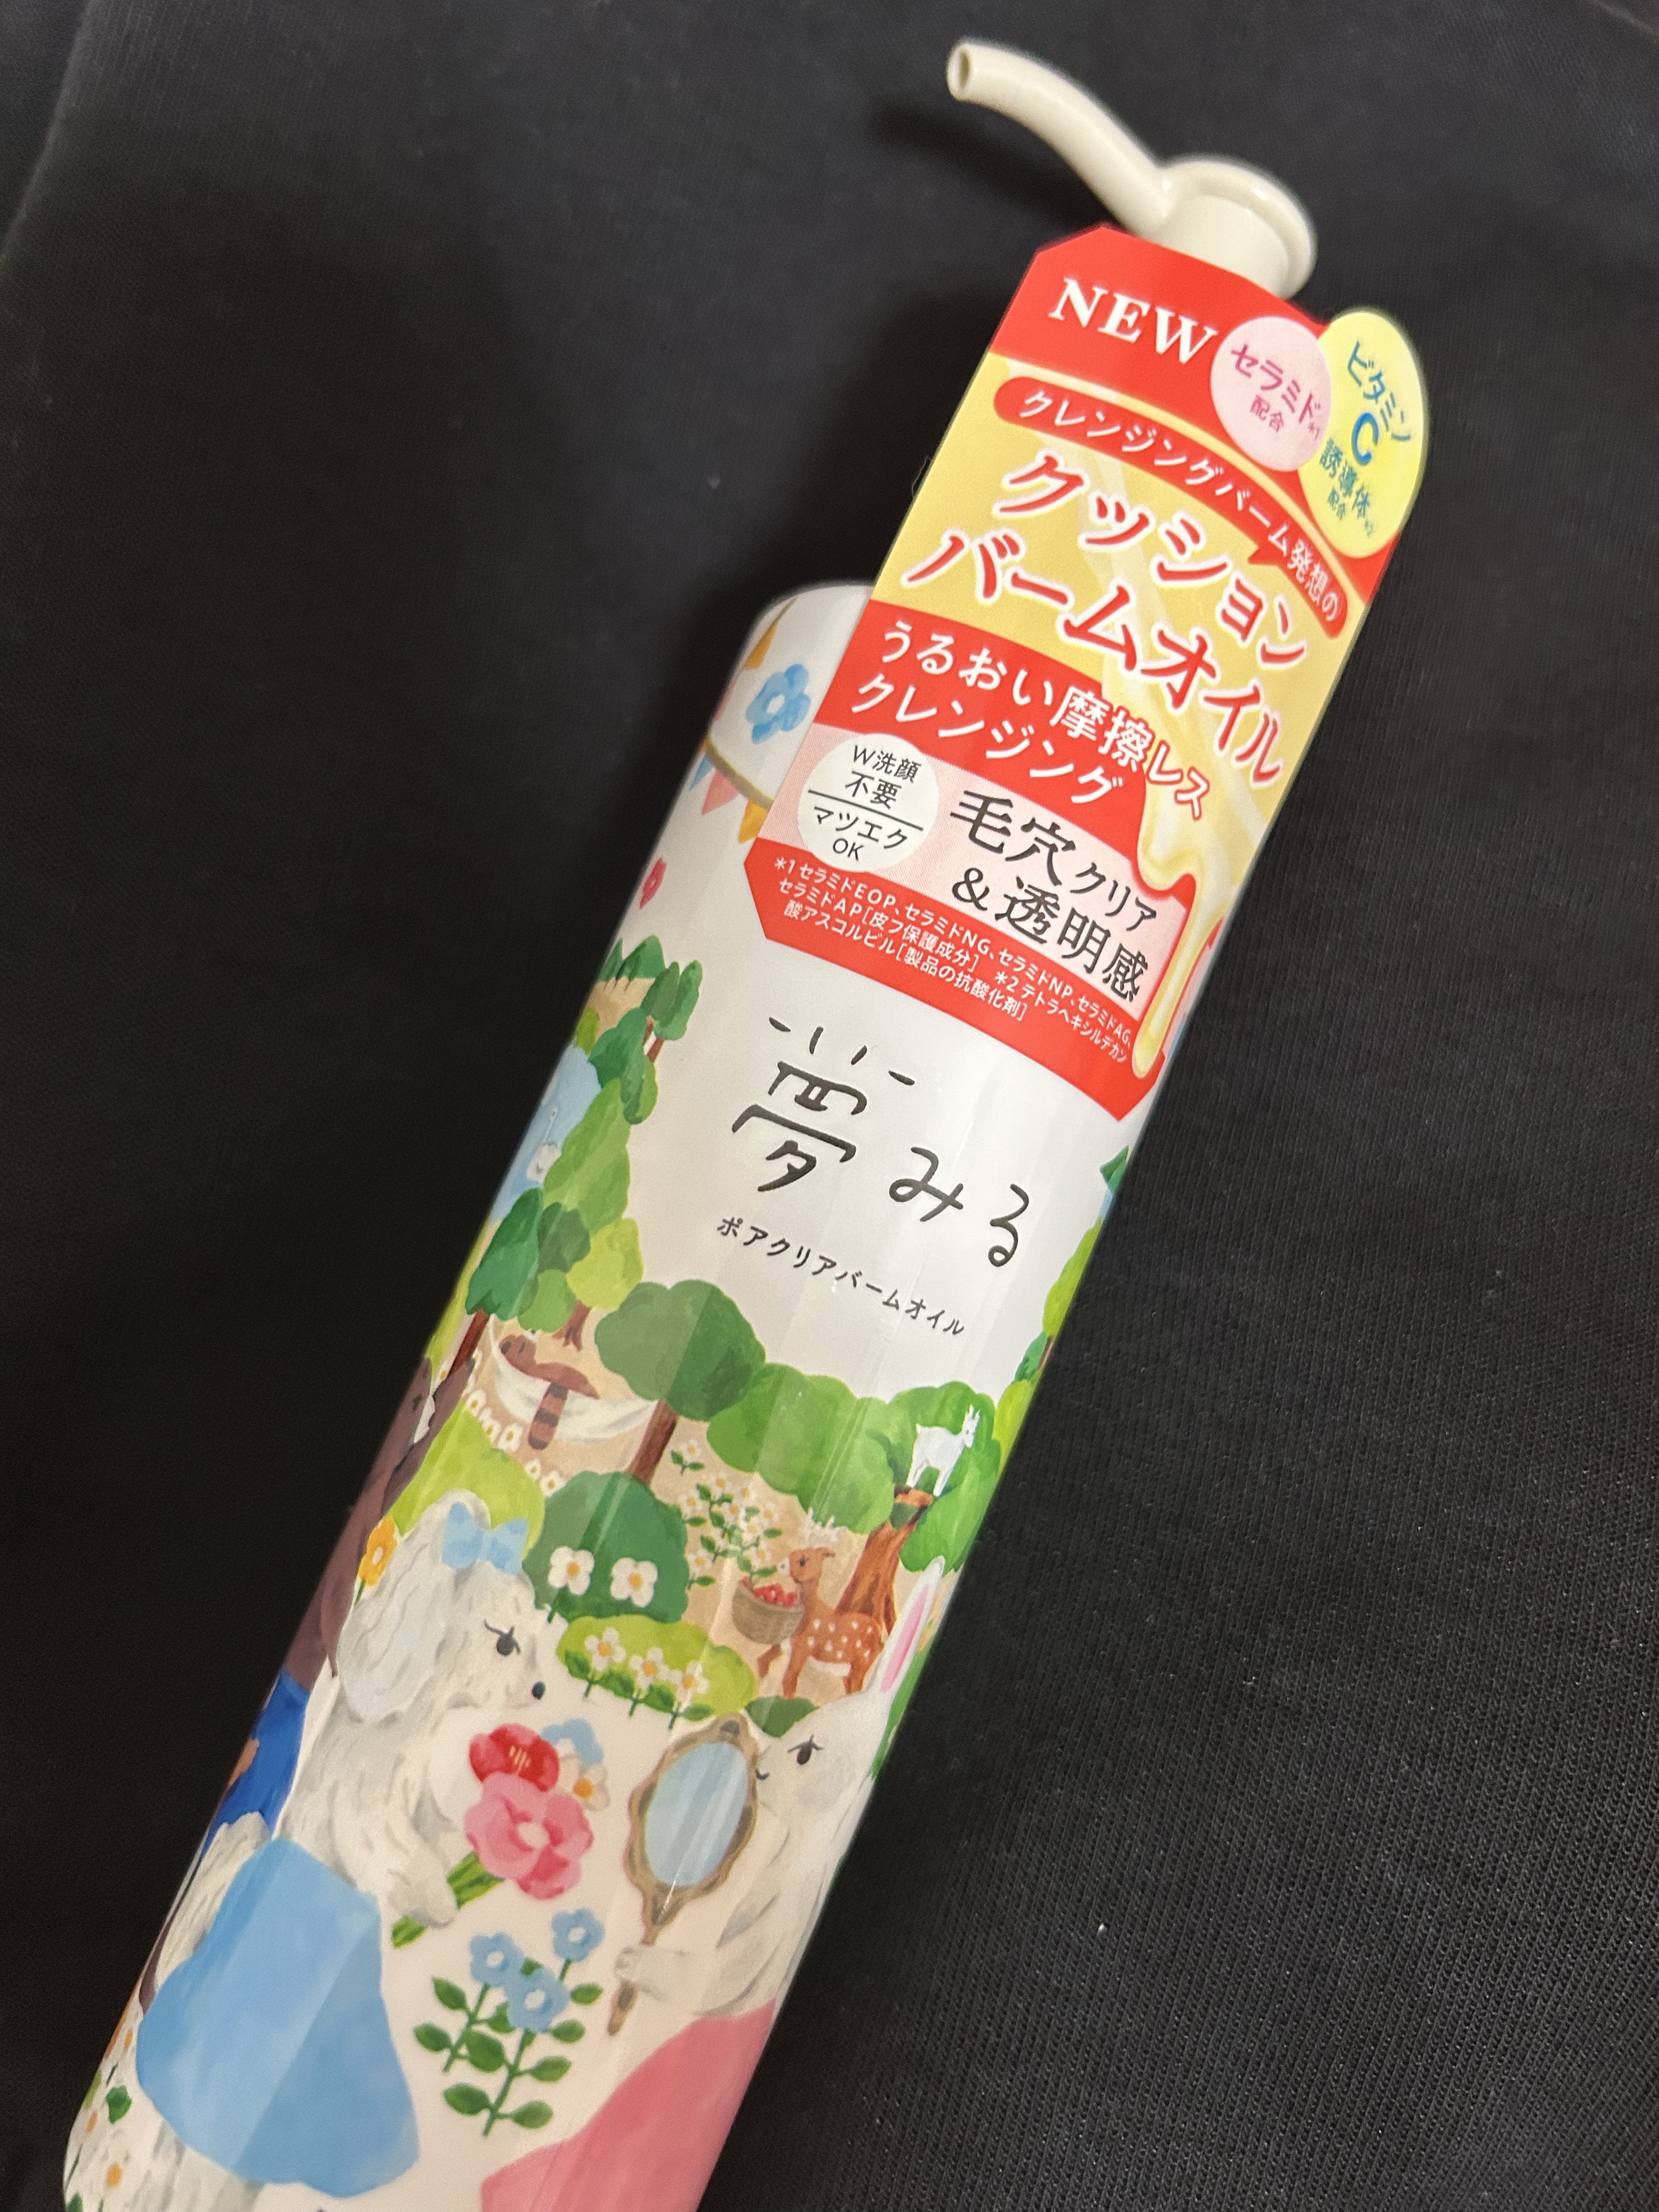 NEW
セラミド*1
配合
ビタミン
C
誘導体*2
配合
クレンジングバーム発想の
クッション
バームオイル
うるおい摩擦レス
クレンジング
W洗顔
不要
マツエク
OK
毛穴クリア
&透明感
*1 セラミドEOP、セラミドNG、セラミドNP、セラミドAG、
セラミドAP[皮フ保護成分] *2 テトラヘキシルデカン
酸アスコルビル[製品の抗酸化剤]
夢みる
ポアクリアバームオイル